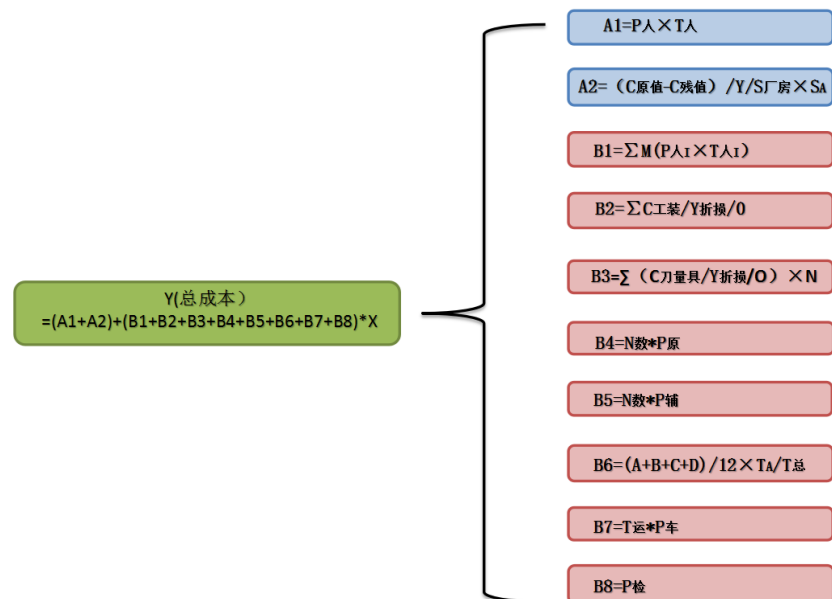 A1=P人×T人
A2=（C原值-C残值）/Y/S厂房×SA
B1=∑M(P人I×T人I)
B2=∑C工装/Y折损/O
Y(总成本）
=(A1+A2)+(B1+B2+B3+B4+B5+B6+B7+B8)*X
B3=∑（C刀量具/Y折损/O）×N
B4=N数*P原
B5=N数*P辅
B6=(A+B+C+D)/12×TA/T总
B7=T运*P车
B8=P检